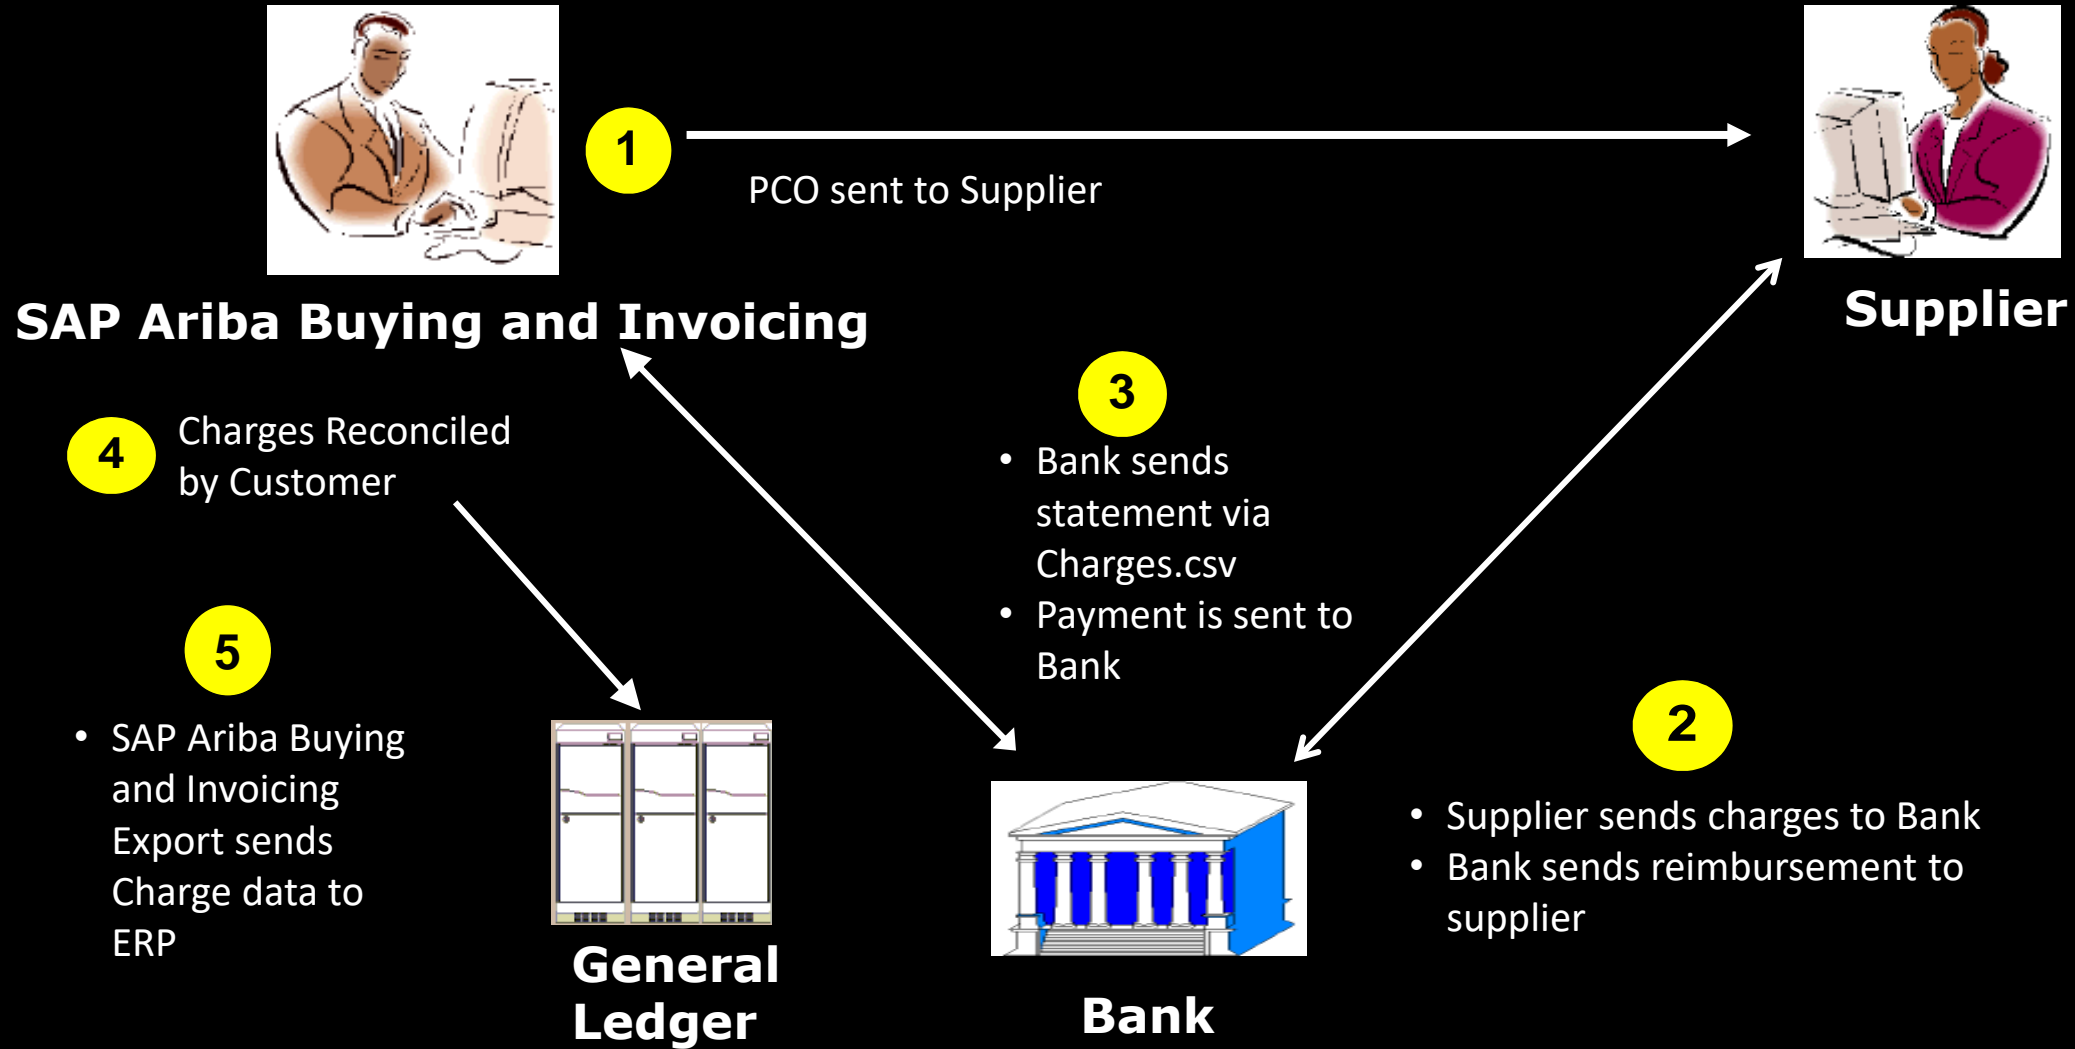 1
PCO sent to Supplier
SAP Ariba Buying and Invoicing
Supplier
3
• Bank sends
statement via
Charges.csv
• Payment is sent to
Bank
4
Charges Reconciled
by Customer
5
• SAP Ariba Buying
and Invoicing
Export sends
Charge data to
ERP
2
• Supplier sends charges to Bank
• Bank sends reimbursement to
supplier
General
Ledger
Bank